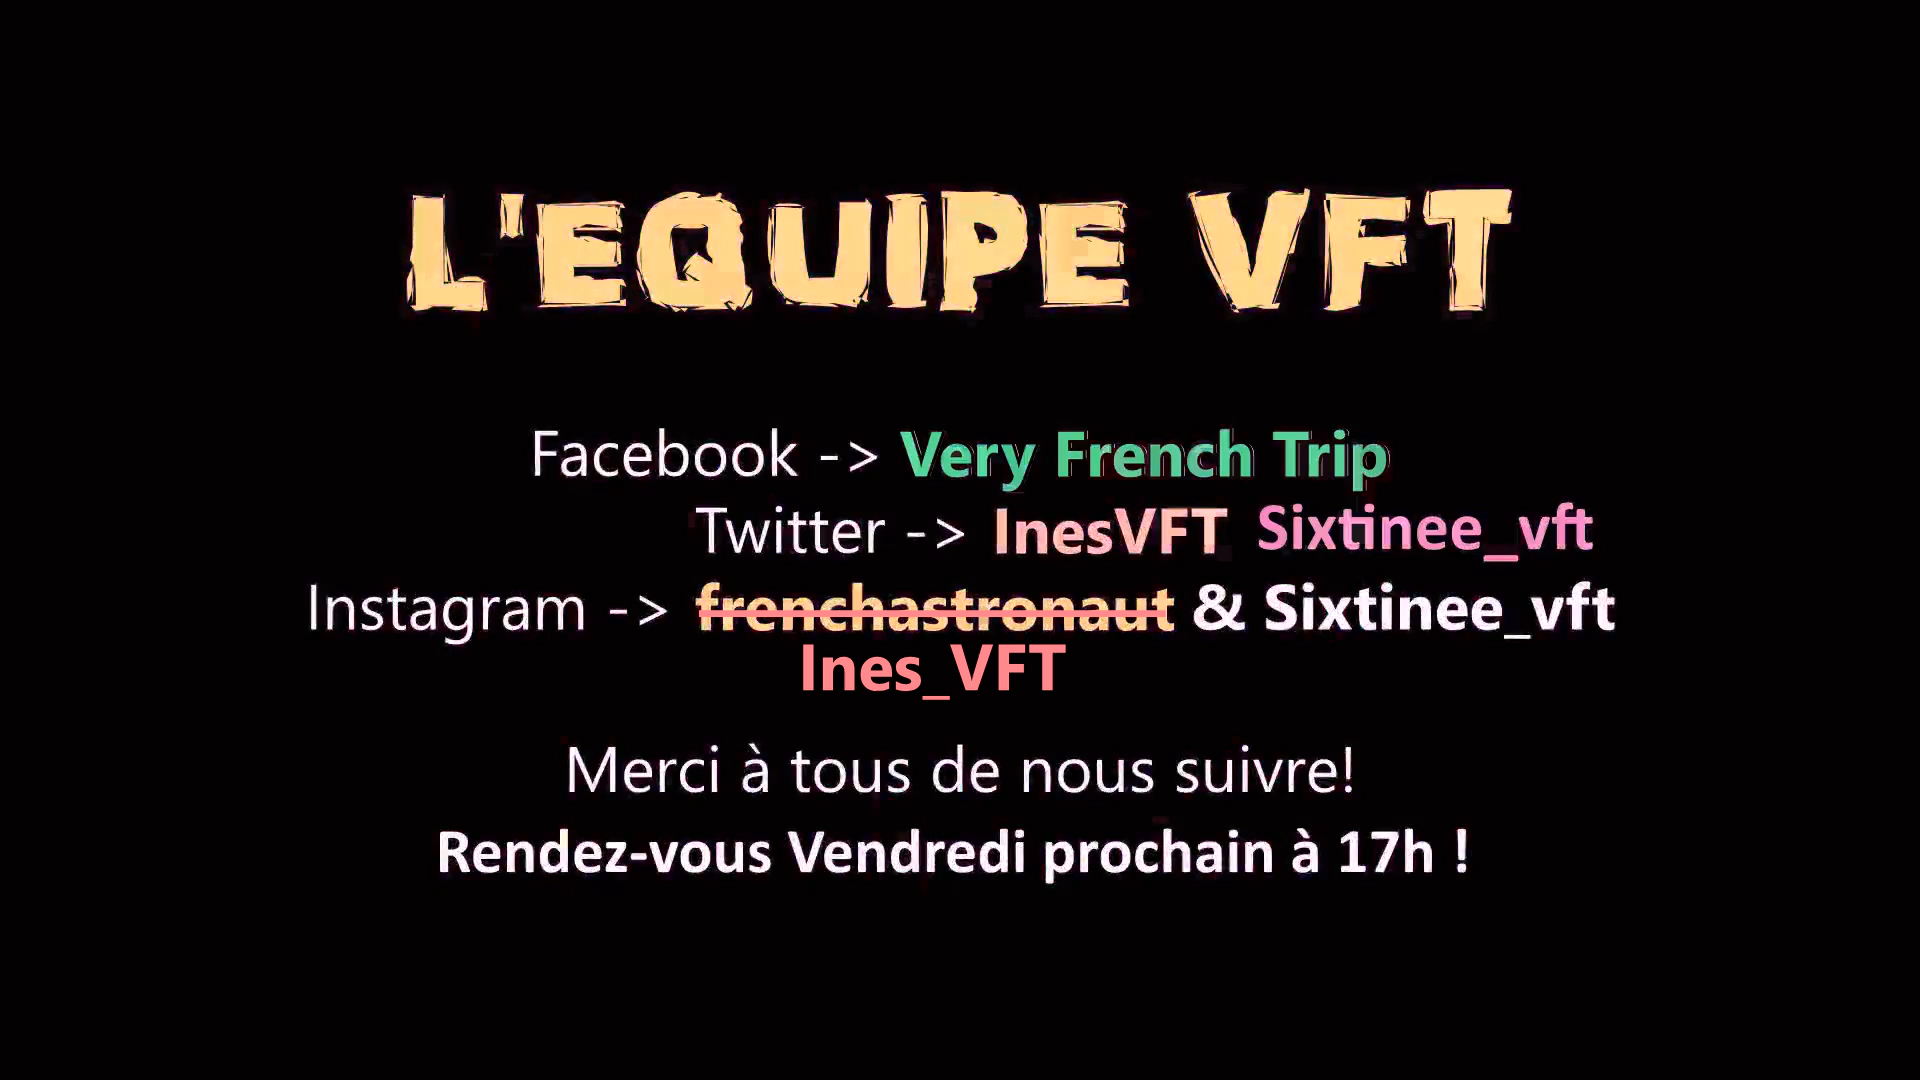 L'EQUIPE VFT
Facebook -> Very French Trip
Twitter -> InesVFT Sixtinee_vft
Instagram -> frenchastronaut & Sixtinee_vft
Ines_VFT
Merci à tous de nous suivre!
Rendez-vous Vendredi prochain à 17h !